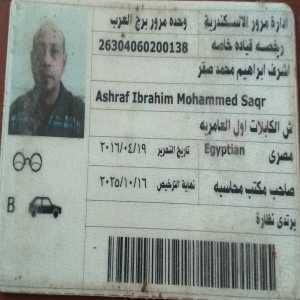 ادارة مرور الاسكندرية وحده مرور برج العرب
رخصة قياده خاصه 26304060200138
اشرف ابراهيم محمد صقر
Ashraf Ibrahim Mohammed Saqr
ش الكابلات اول العامريه
مصرى Egyptian تاريخ التحرير ٢٠١٦/٠٤/١٩
نهاية الترخيص ٢٠٢٥/١٠/١٦
صاحب مكتب محاسبه
B
يرتدى نظارة